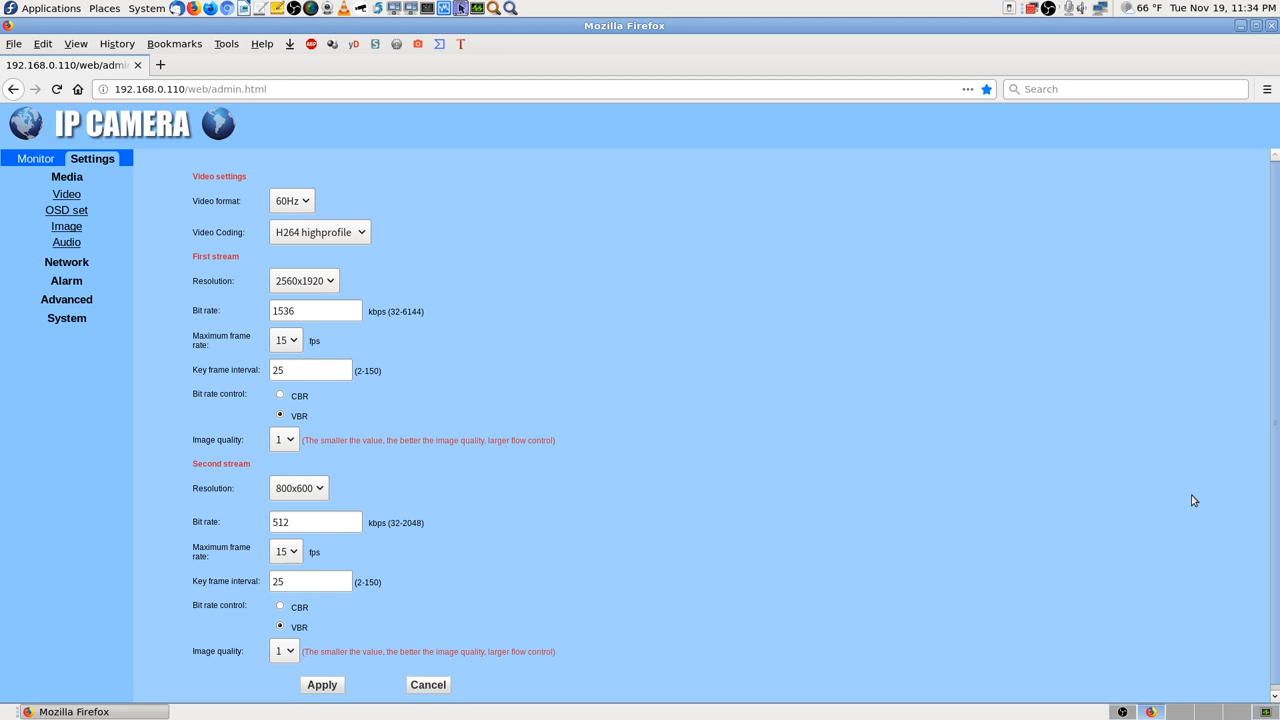 Applications Places System 66 °F Tue Nov 19, 11:34 PM
Mozilla Firefox
File Edit View History Bookmarks Tools Help
192.168.0.110/web/admi
192.168.0.110/web/admin.html
Search
IP CAMERA
Monitor Settings
Media
Video
OSD set
Image
Audio
Network
Alarm
Advanced
System
Video settings
Video format: 60Hz
Video Coding: H264 highprofile
First stream
Resolution: 2560x1920
Bit rate: 1536 kbps (32-6144)
Maximum frame
rate: 15 fps
Key frame interval: 25 (2-150)
Bit rate control: CBR
VBR
Image quality: 1 (The smaller the value, the better the image quality, larger flow control)
Second stream
Resolution: 800x600
Bit rate: 512 kbps (32-2048)
Maximum frame
rate: 15 fps
Key frame interval: 25 (2-150)
Bit rate control: CBR
VBR
Image quality: 1 (The smaller the value, the better the image quality, larger flow control)
Apply Cancel
Mozilla Firefox